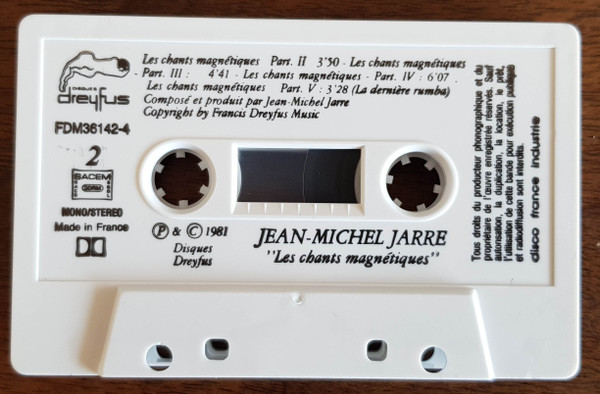 Les chants magnétiques Part. II 3'50 - Les chants magnétiques
- Part. III : 4'41 - Les chants magnétiques - Part. IV : 6'07 .
Les chants magnétiques Part. V : 3'28 (La dernière rumba)
Composé et produit par Jean-Michel Jarre
Copyright by Francis Dreyfus Music
DISQUES
dreyfus
FDM36142-4
2
SACEM
SDRM
MONO/STEREO
Made in France
Ⓟ & © 1981
Disques
Dreyfus
JEAN-MICHEL JARRE
"Les chants magnétiques"
Tous droits du producteur phonographique et du
propriétaire de l'œuvre enregistrée réservés. Sauf
autorisation, la duplication, la location, le prêt,
l'utilisation de cette bande pour exécution publique
et radiodiffusion sont interdits.
disco france industrie